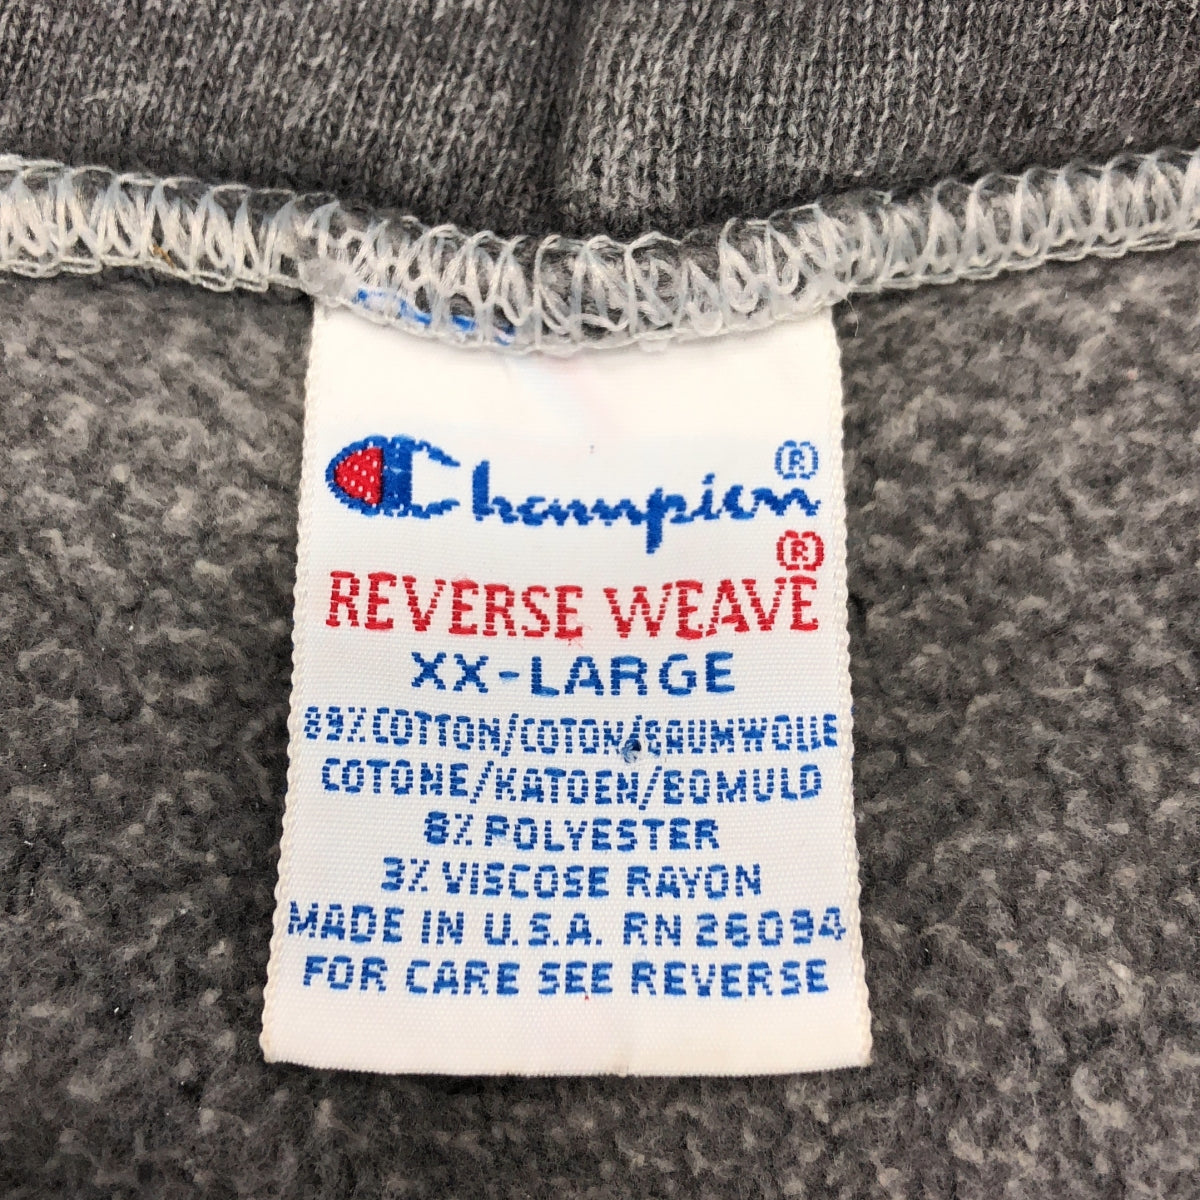 Champion®
REVERSE WEAVE®
XX-LARGE
89% COTTON/COTON/BAUMWOLLE
COTONE/KATOEN/BOMULD
8% POLYESTER
3% VISCOSE RAYON
MADE IN U.S.A. RN 26094
FOR CARE SEE REVERSE